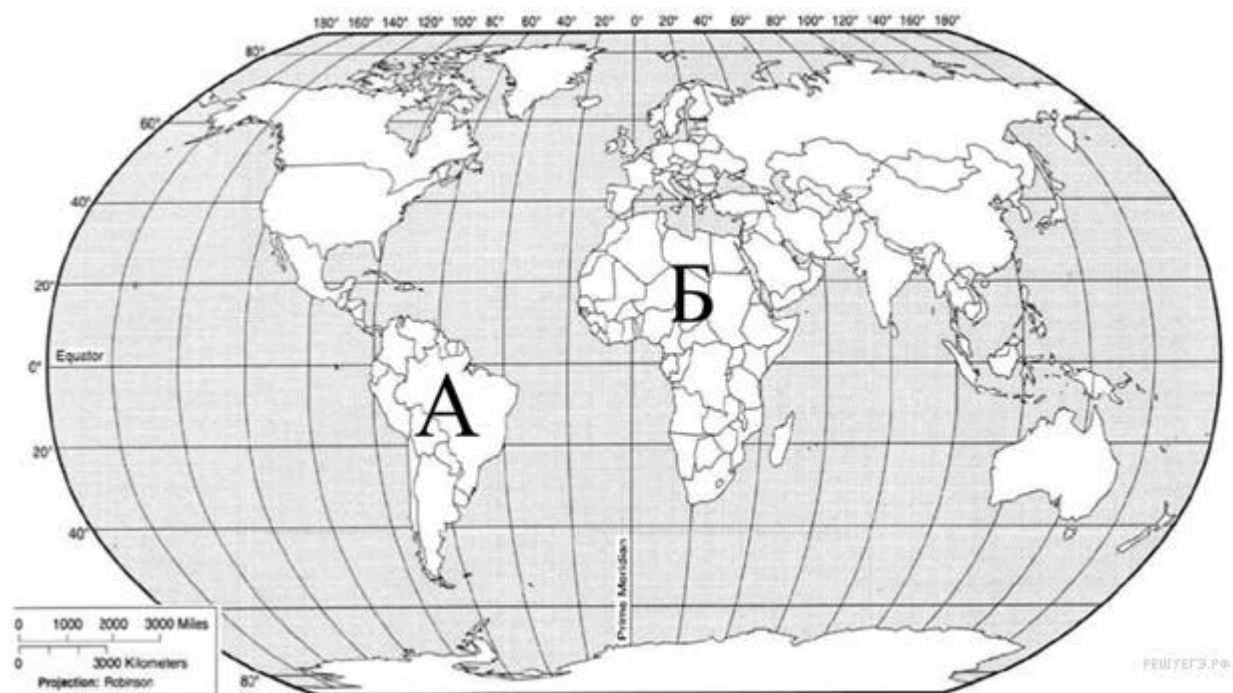 180° 160° 140° 120° 100° 80° 60° 40° 20° 0° 20° 40° 60° 80° 100° 120° 140° 160° 180°
80°
60°
40°
20°
Б
Equator
0°
А
20°
40°
Prime Meridian
0 1000 2000 3000 Miles
0 3000 Kilometers
Projection: Robinson
80°
РЕШУЕГЭ.РФ